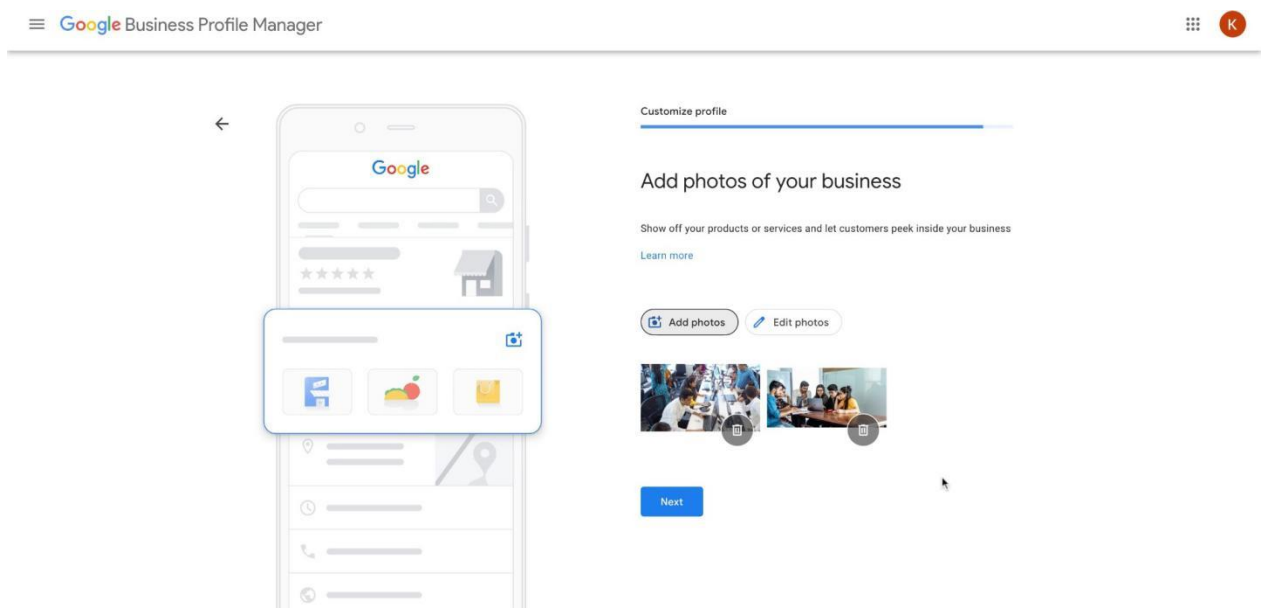 Google Business Profile Manager
K
Customize profile
Google
Add photos of your business
Show off your products or services and let customers peek inside your business
Learn more
Add photos
Edit photos
Next